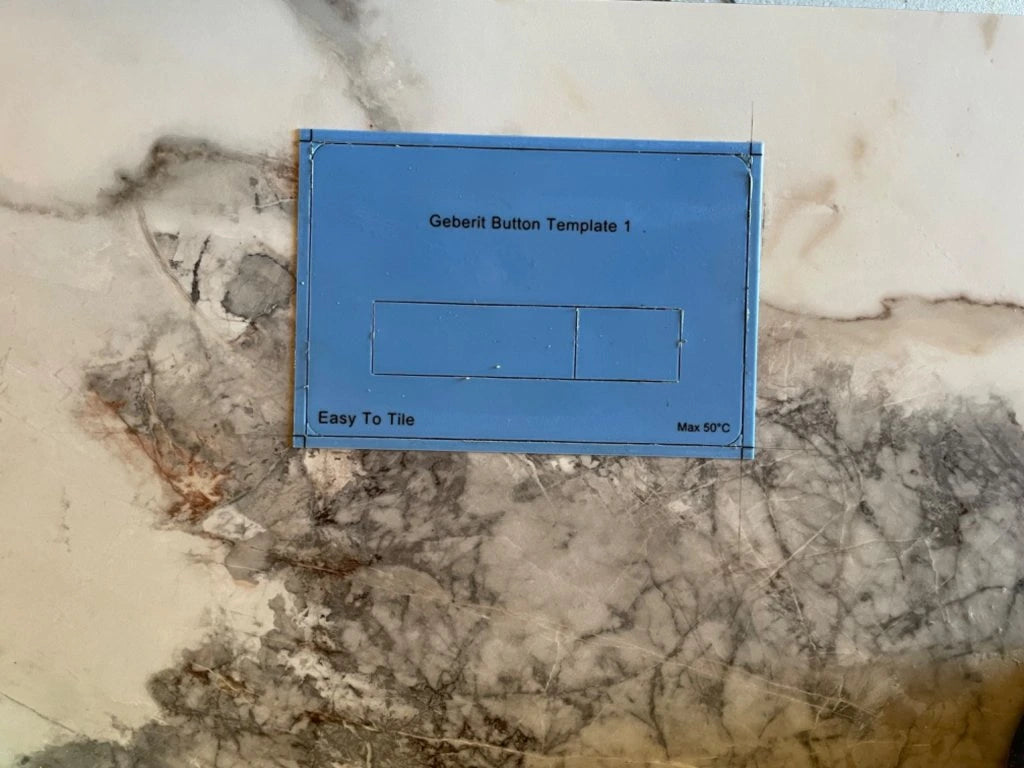 Geberit Button Template 1
Easy To Tile
Max 50°C